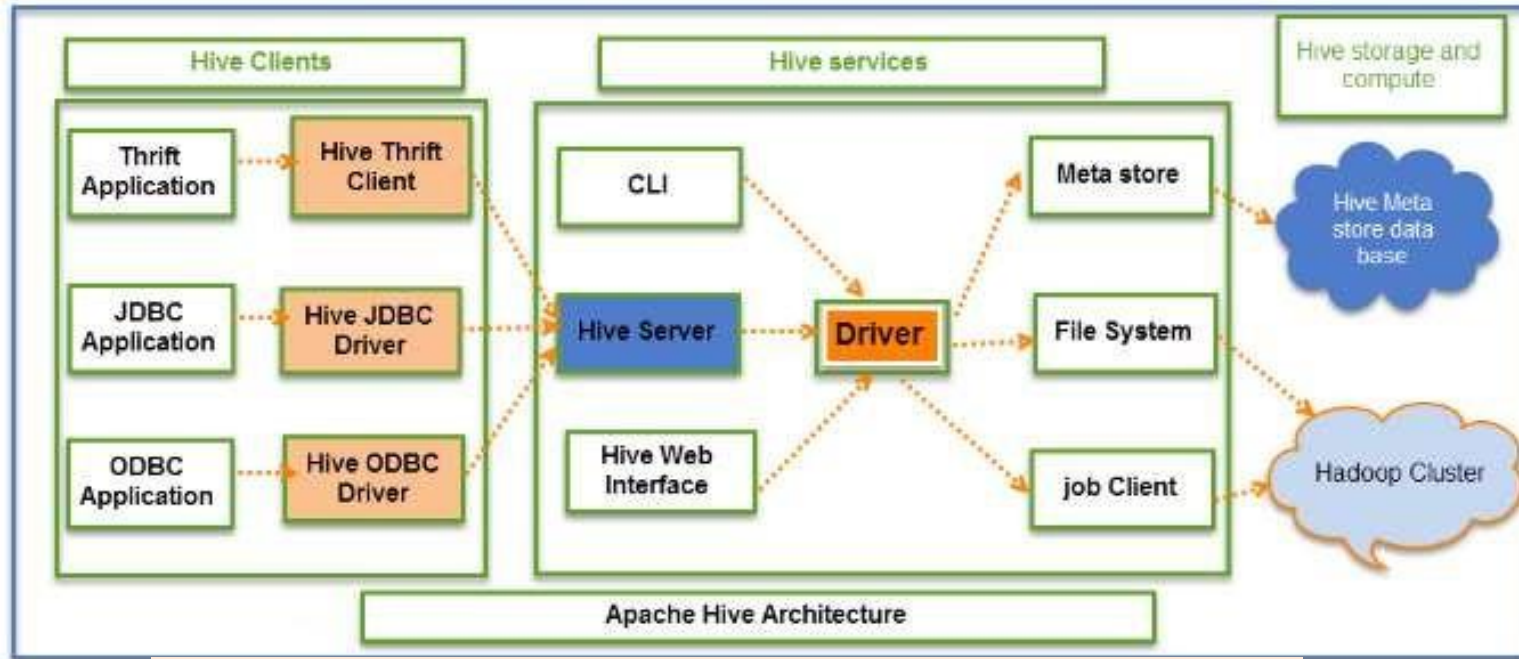 Hive Clients
Hive services
Hive storage and
compute
Thrift
Application
Hive Thrift
Client
CLI
Meta store
Hive Meta
store data
base
JDBC
Application
Hive JDBC
Driver
Hive Server
Driver
File System
ODBC
Application
Hive ODBC
Driver
Hive Web
Interface
job Client
Hadoop Cluster
Apache Hive Architecture